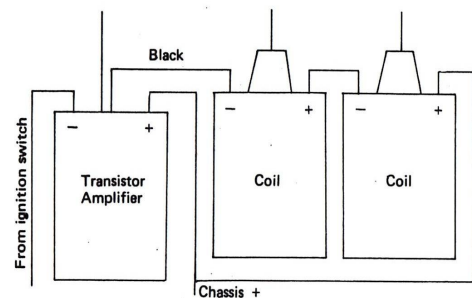 Black
From ignition switch
− +
Transistor
Amplifier
− +
Coil
− +
Coil
Chassis +